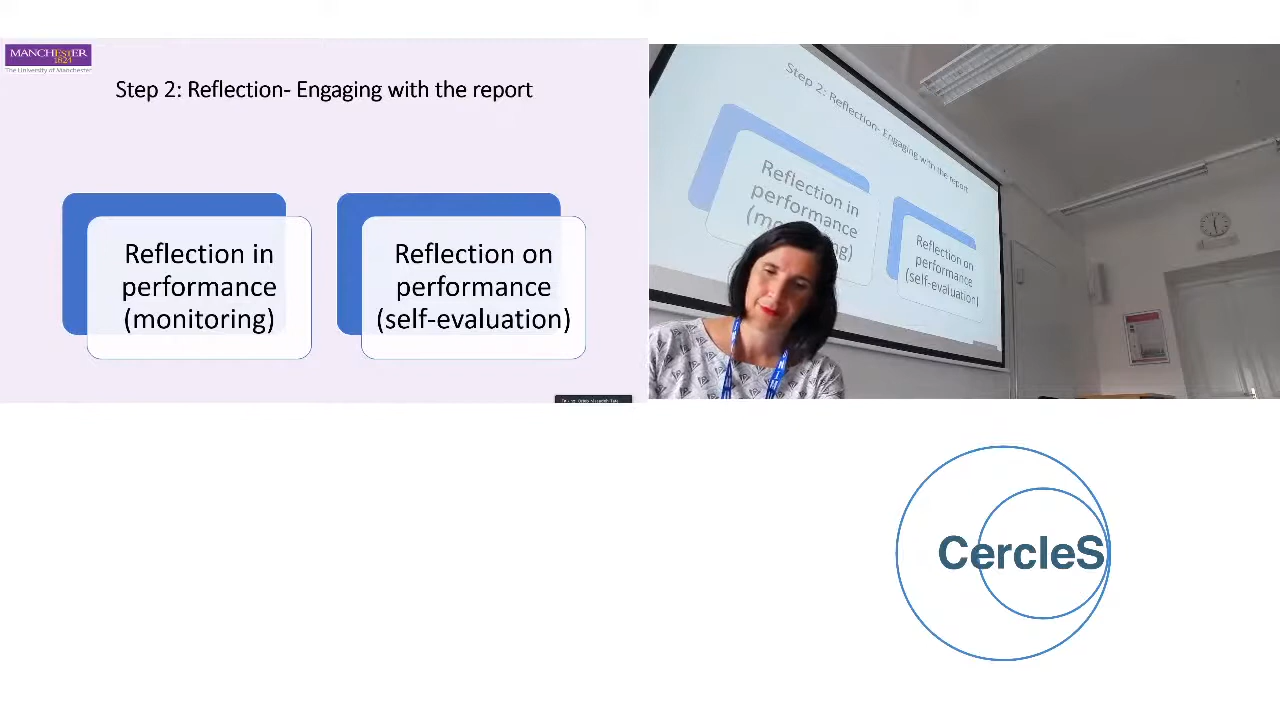 MANCHESTER
1824
The University of Manchester
Step 2: Reflection- Engaging with the report
Reflection in
performance
(monitoring)
Reflection on
performance
(self-evaluation)
Step 2: Reflection- Engaging with the report
Reflection in
performance
Reflection on
performance
(self-evaluation)
CercleS